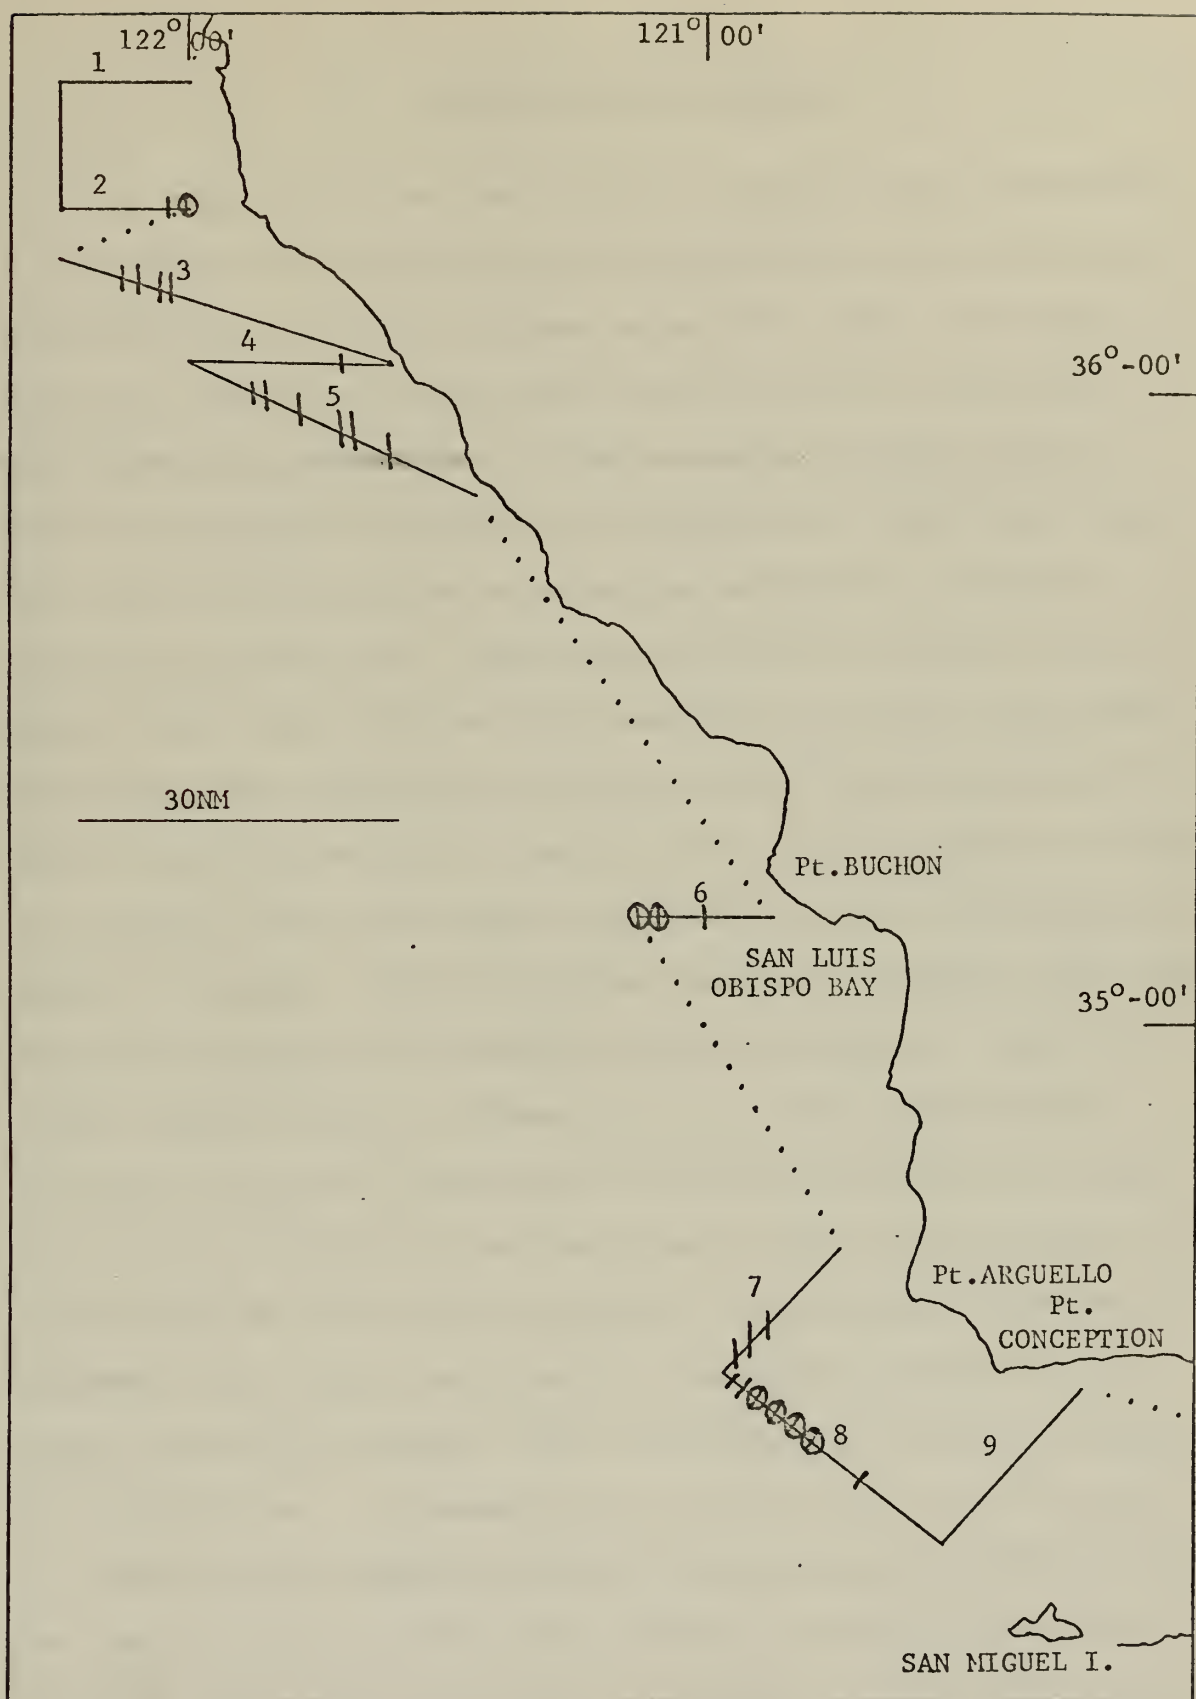 122°00' 121°00'
1
2
3
4
5
36°-00'
30NM
Pt.BUCHON
6
SAN LUIS
OBISPO BAY
35°-00'
Pt.ARGUELLO
7
Pt.
CONCEPTION
8
9
SAN MIGUEL I.